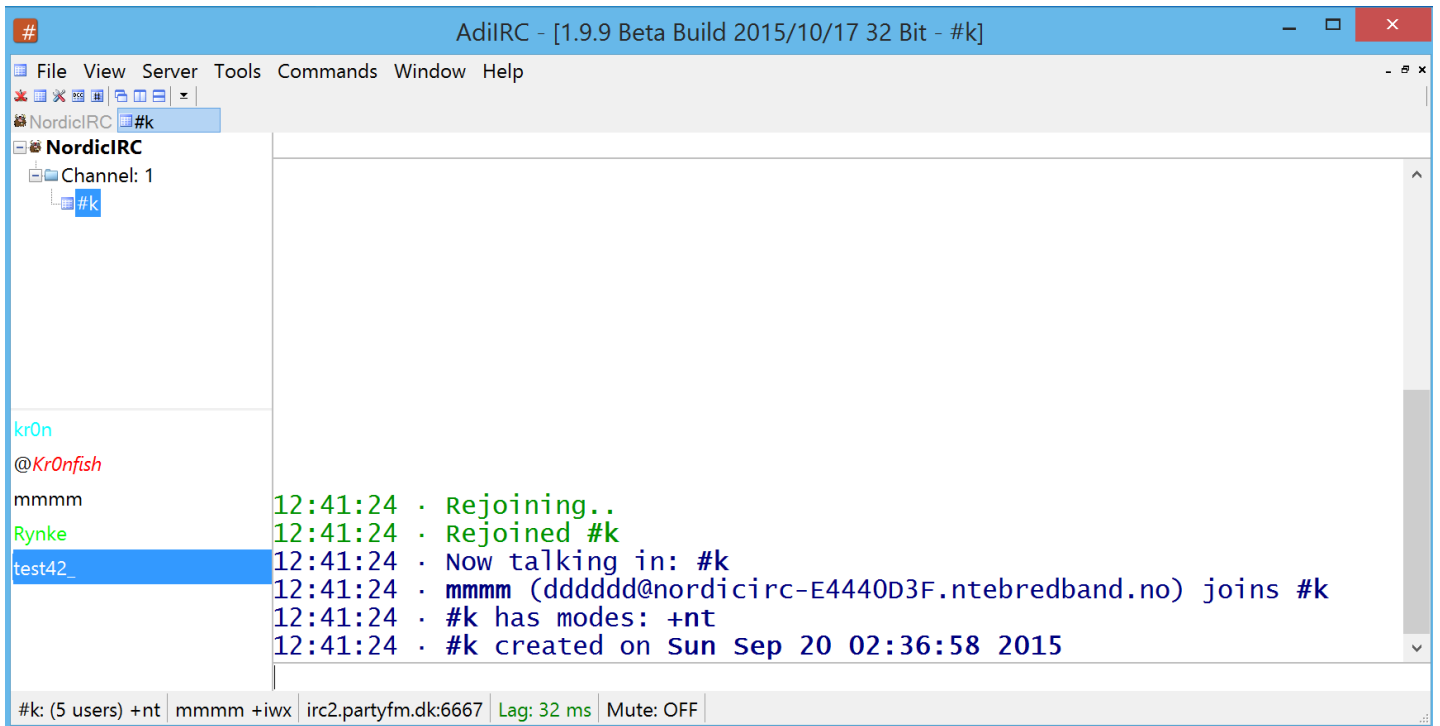 #
AdiIRC - [1.9.9 Beta Build 2015/10/17 32 Bit - #k]
File View Server Tools Commands Window Help
NordicIRC #k
NordicIRC
Channel: 1
#k
kr0n
@Kr0nfish
mmmm
Rynke
test42_
12:41:24 · Rejoining..
12:41:24 · Rejoined #k
12:41:24 · Now talking in: #k
12:41:24 · mmmm (dddddd@nordicirc-E4440D3F.ntebredband.no) joins #k
12:41:24 · #k has modes: +nt
12:41:24 · #k created on Sun Sep 20 02:36:58 2015
#k: (5 users) +nt mmmm +iwx irc2.partyfm.dk:6667 Lag: 32 ms Mute: OFF